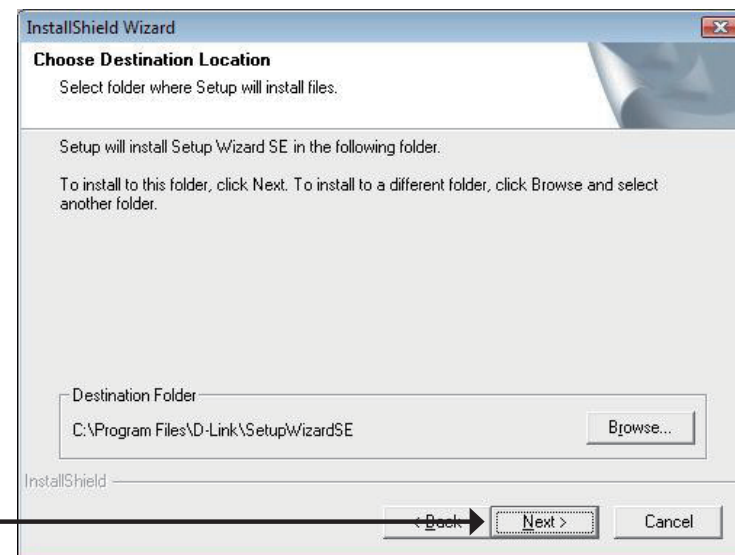 InstallShield Wizard
Choose Destination Location
Select folder where Setup will install files.
Setup will install Setup Wizard SE in the following folder.
To install to this folder, click Next. To install to a different folder, click Browse and select
another folder.
Destination Folder
C:\Program Files\D-Link\SetupWizardSE
Browse...
InstallShield
< Back
Next >
Cancel